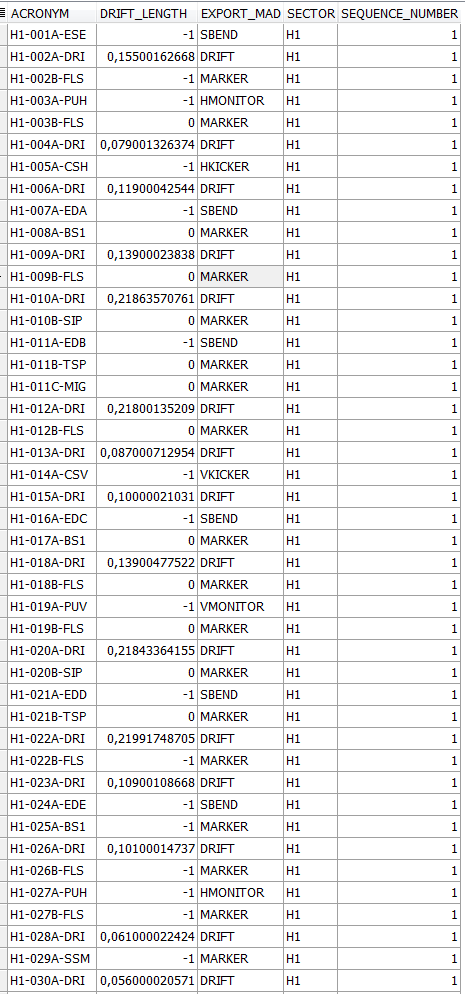 ACRONYM DRIFT_LENGTH EXPORT_MAD SECTOR SEQUENCE_NUMBER
H1-001A-ESE -1 SBEND H1 1
H1-002A-DRI 0,15500162668 DRIFT H1 1
H1-002B-FLS -1 MARKER H1 1
H1-003A-PUH -1 HMONITOR H1 1
H1-003B-FLS 0 MARKER H1 1
H1-004A-DRI 0,079001326374 DRIFT H1 1
H1-005A-CSH -1 HKICKER H1 1
H1-006A-DRI 0,11900042544 DRIFT H1 1
H1-007A-EDA -1 SBEND H1 1
H1-008A-BS1 0 MARKER H1 1
H1-009A-DRI 0,13900023838 DRIFT H1 1
H1-009B-FLS 0 MARKER H1 1
H1-010A-DRI 0,21863570761 DRIFT H1 1
H1-010B-SIP 0 MARKER H1 1
H1-011A-EDB -1 SBEND H1 1
H1-011B-TSP 0 MARKER H1 1
H1-011C-MIG 0 MARKER H1 1
H1-012A-DRI 0,21800135209 DRIFT H1 1
H1-012B-FLS 0 MARKER H1 1
H1-013A-DRI 0,087000712954 DRIFT H1 1
H1-014A-CSV -1 VKICKER H1 1
H1-015A-DRI 0,10000021031 DRIFT H1 1
H1-016A-EDC -1 SBEND H1 1
H1-017A-BS1 0 MARKER H1 1
H1-018A-DRI 0,13900477522 DRIFT H1 1
H1-018B-FLS 0 MARKER H1 1
H1-019A-PUV -1 VMONITOR H1 1
H1-019B-FLS 0 MARKER H1 1
H1-020A-DRI 0,21843364155 DRIFT H1 1
H1-020B-SIP 0 MARKER H1 1
H1-021A-EDD -1 SBEND H1 1
H1-021B-TSP 0 MARKER H1 1
H1-022A-DRI 0,21991748705 DRIFT H1 1
H1-022B-FLS -1 MARKER H1 1
H1-023A-DRI 0,10900108668 DRIFT H1 1
H1-024A-EDE -1 SBEND H1 1
H1-025A-BS1 -1 MARKER H1 1
H1-026A-DRI 0,10100014737 DRIFT H1 1
H1-026B-FLS -1 MARKER H1 1
H1-027A-PUH -1 HMONITOR H1 1
H1-027B-FLS -1 MARKER H1 1
H1-028A-DRI 0,061000022424 DRIFT H1 1
H1-029A-SSM -1 MARKER H1 1
H1-030A-DRI 0,056000020571 DRIFT H1 1